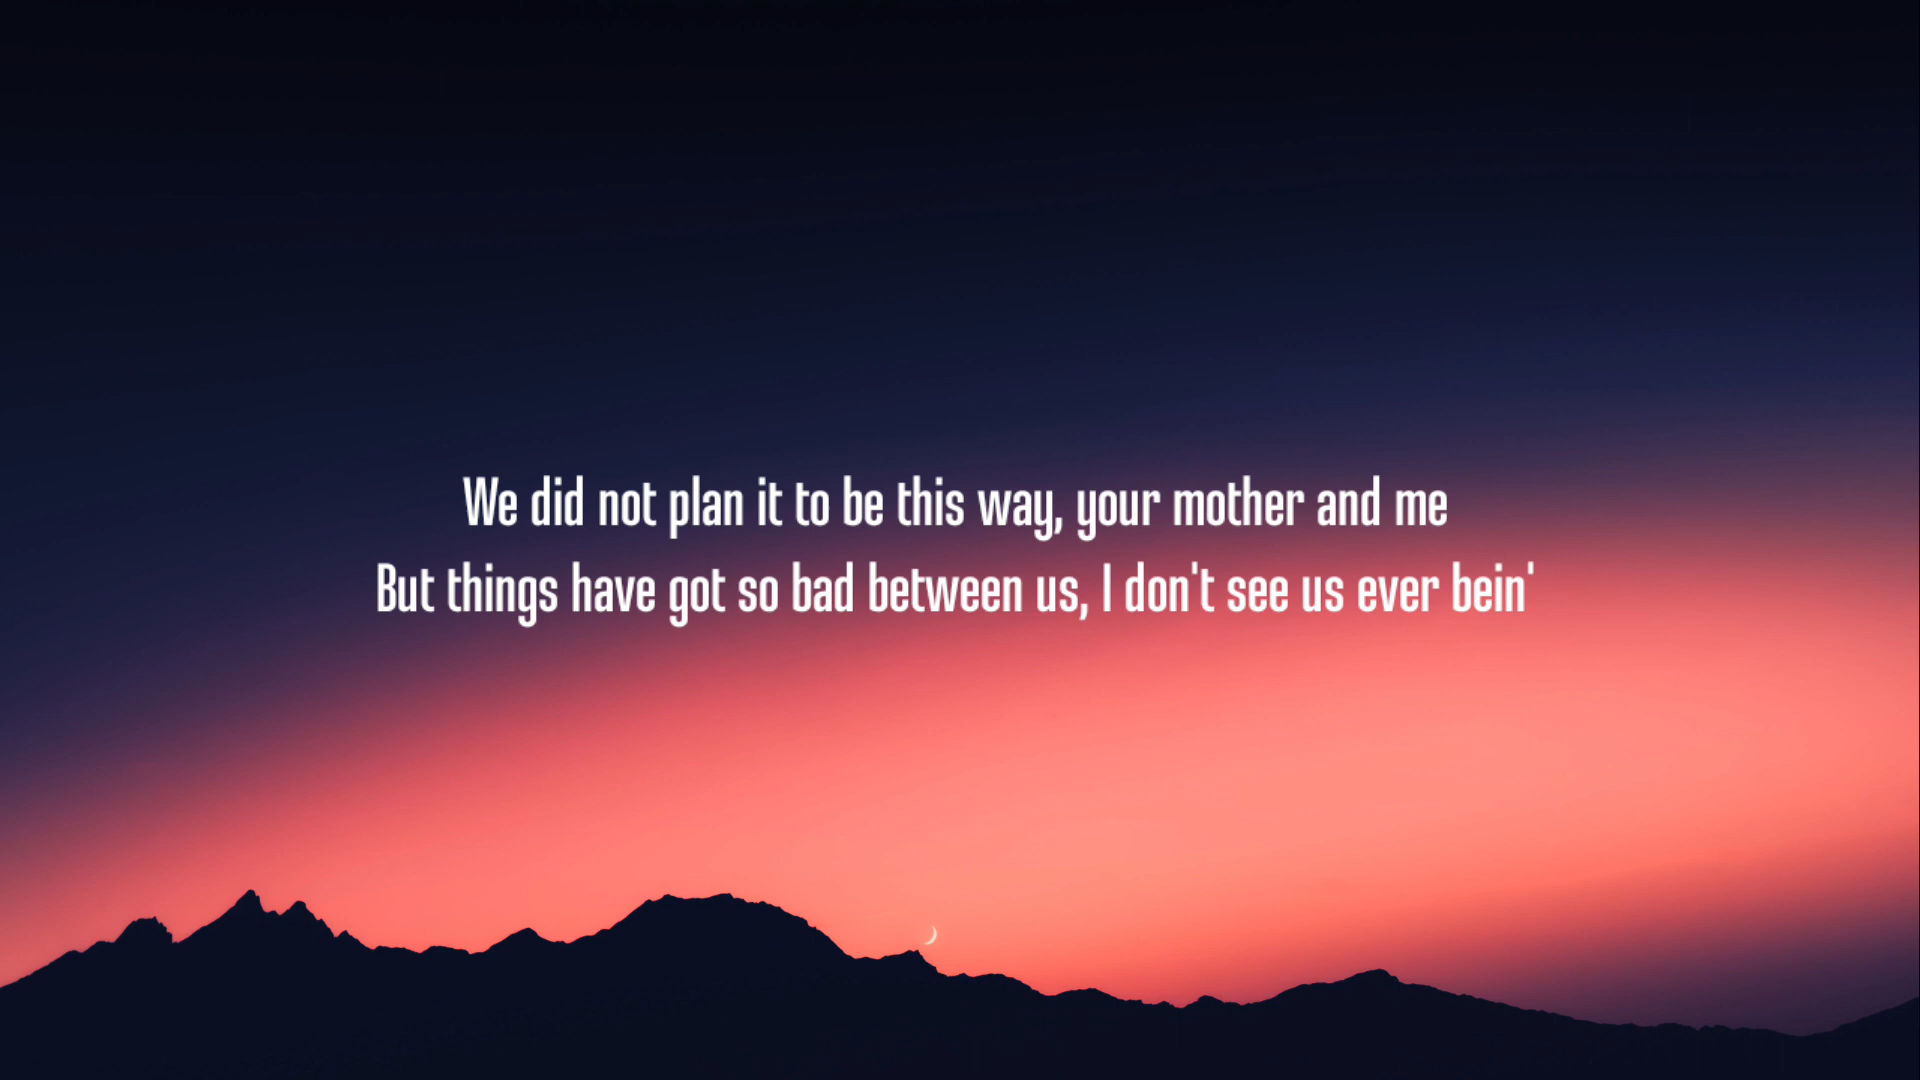 We did not plan it to be this way, your mother and me
But things have got so bad between us, I don't see us ever bein'